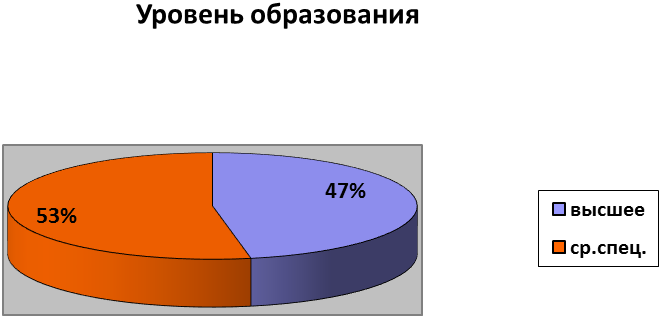 Уровень образования
47%
53%
высшее
ср.спец.